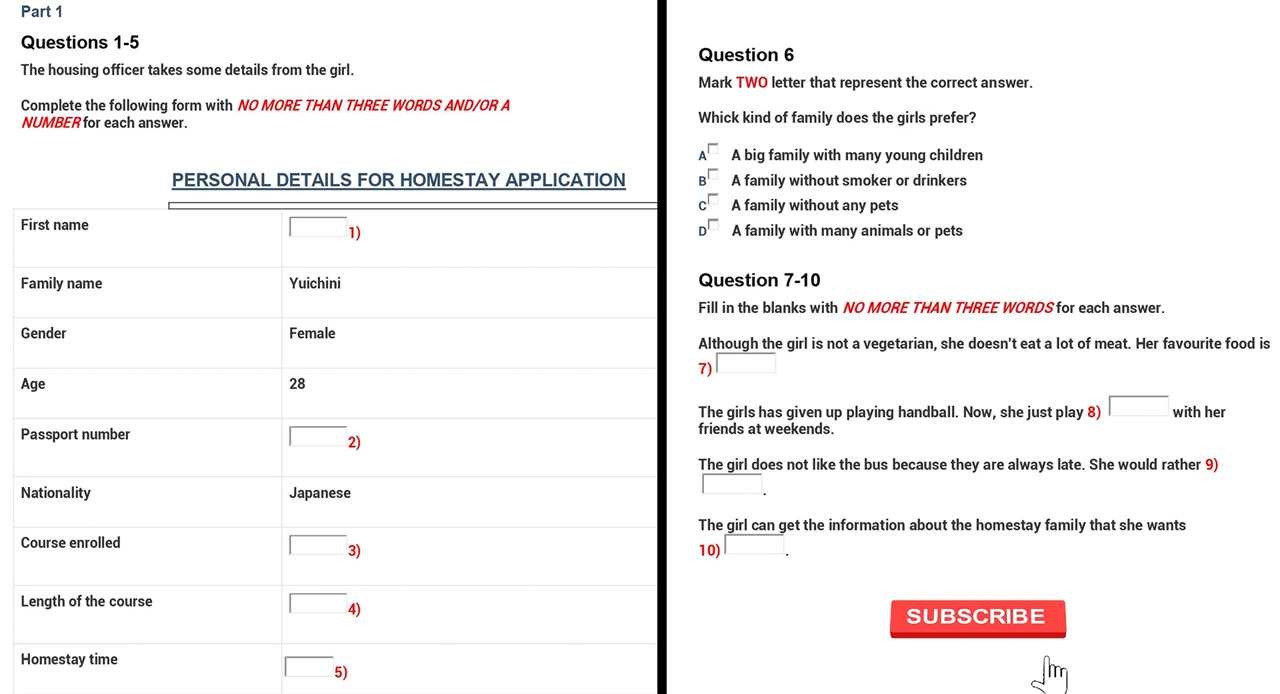 Part 1
Questions 1-5
The housing officer takes some details from the girl.
Complete the following form with NO MORE THAN THREE WORDS AND/OR A
NUMBER for each answer.
PERSONAL DETAILS FOR HOMESTAY APPLICATION
First name 1)
Family name Yuichini
Gender Female
Age 28
Passport number 2)
Nationality Japanese
Course enrolled 3)
Length of the course 4)
Homestay time 5)
Question 6
Mark TWO letter that represent the correct answer.
Whick kind of family does the girls prefer?
A A big family with many young children
B A family without smoker or drinkers
C A family without any pets
D A family with many animals or pets
Question 7-10
Fill in the blanks with NO MORE THAN THREE WORDS for each answer.
Although the girl is not a vegetarian, she doesn't eat a lot of meat. Her favourite food is
7)
The girls has given up playing handball. Now, she just play 8) with her
friends at weekends.
The girl does not like the bus because they are always late. She would rather 9)
.
The girl can get the information about the homestay family that she wants
10) .
SUBSCRIBE